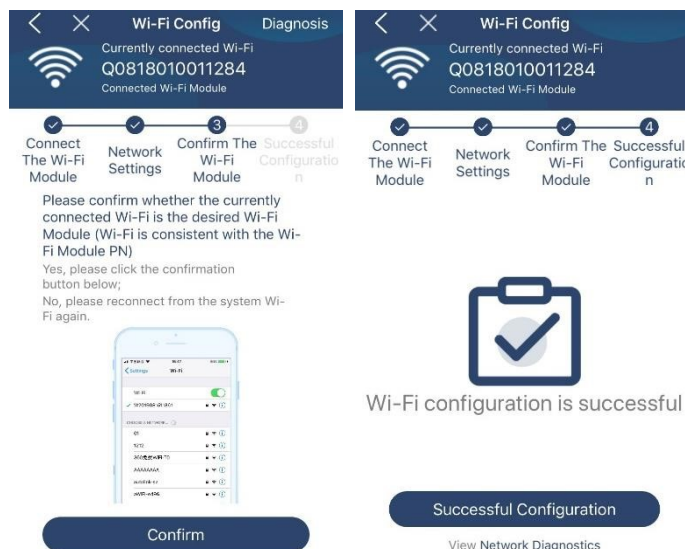 Wi-Fi Config
Diagnosis
Currently connected Wi-Fi
Q0818010011284
Connected Wi-Fi Module
3
4
Connect
The Wi-Fi
Module
Network
Settings
Confirm The
Wi-Fi
Module
Successful
Configuratio
n
Please confirm whether the currently
connected Wi-Fi is the desired Wi-
Fi Module (Wi-Fi is consistent with the Wi-
Fi Module PN)
Yes, please click the confirmation
button below;
No, please reconnect from the system Wi-
Fi again.
Settings
Wi-Fi
Wi-Fi
1212
AAAAAAAA
Confirm
Wi-Fi Config
Currently connected Wi-Fi
Q0818010011284
Connected Wi-Fi Module
4
Connect
The Wi-Fi
Module
Network
Settings
Confirm The
Wi-Fi
Module
Successful
Configuratio
n
Wi-Fi configuration is successful
Successful Configuration
View Network Diagnostics